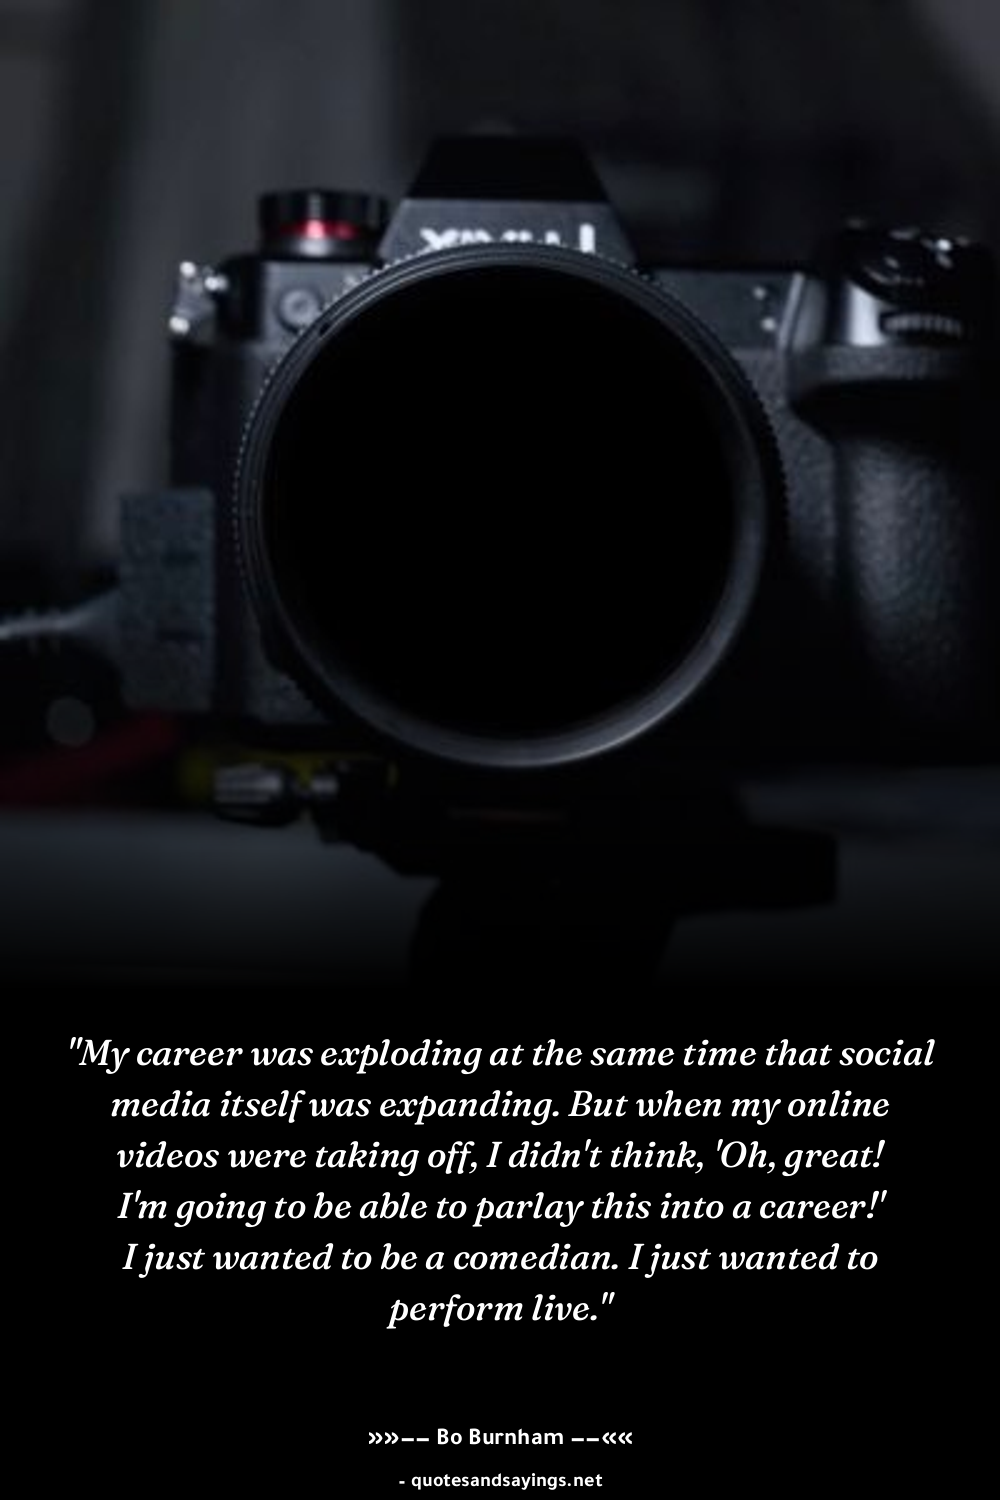 "My career was exploding at the same time that social
media itself was expanding. But when my online
videos were taking off, I didn't think, 'Oh, great!
I'm going to be able to parlay this into a career!'
I just wanted to be a comedian. I just wanted to
perform live."
»»−− Bo Burnham −−««
- quotesandsayings.net